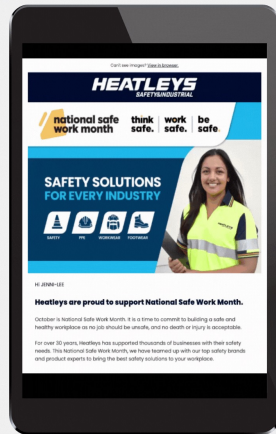 Can't see images? View in browser.
HEATLEYS
SAFETY&INDUSTRIAL
national safe work month
think safe.
work safe.
be safe.
SAFETY SOLUTIONS
FOR EVERY INDUSTRY
SAFETY
PPE
WORKWEAR
FOOTWEAR
HEATLEYS
HI JENNI-LEE
Heatleys are proud to support National Safe Work Month.
October is National Safe Work Month. It is a time to commit to building a safe and
healthy workplace as no job should be unsafe, and no death or injury is acceptable.
For over 30 years, Heatleys has supported thousands of businesses with their safety
needs. This National Safe Work Month, we have teamed up with our top safety brands
and product experts to bring the best safety solutions to your workplace.